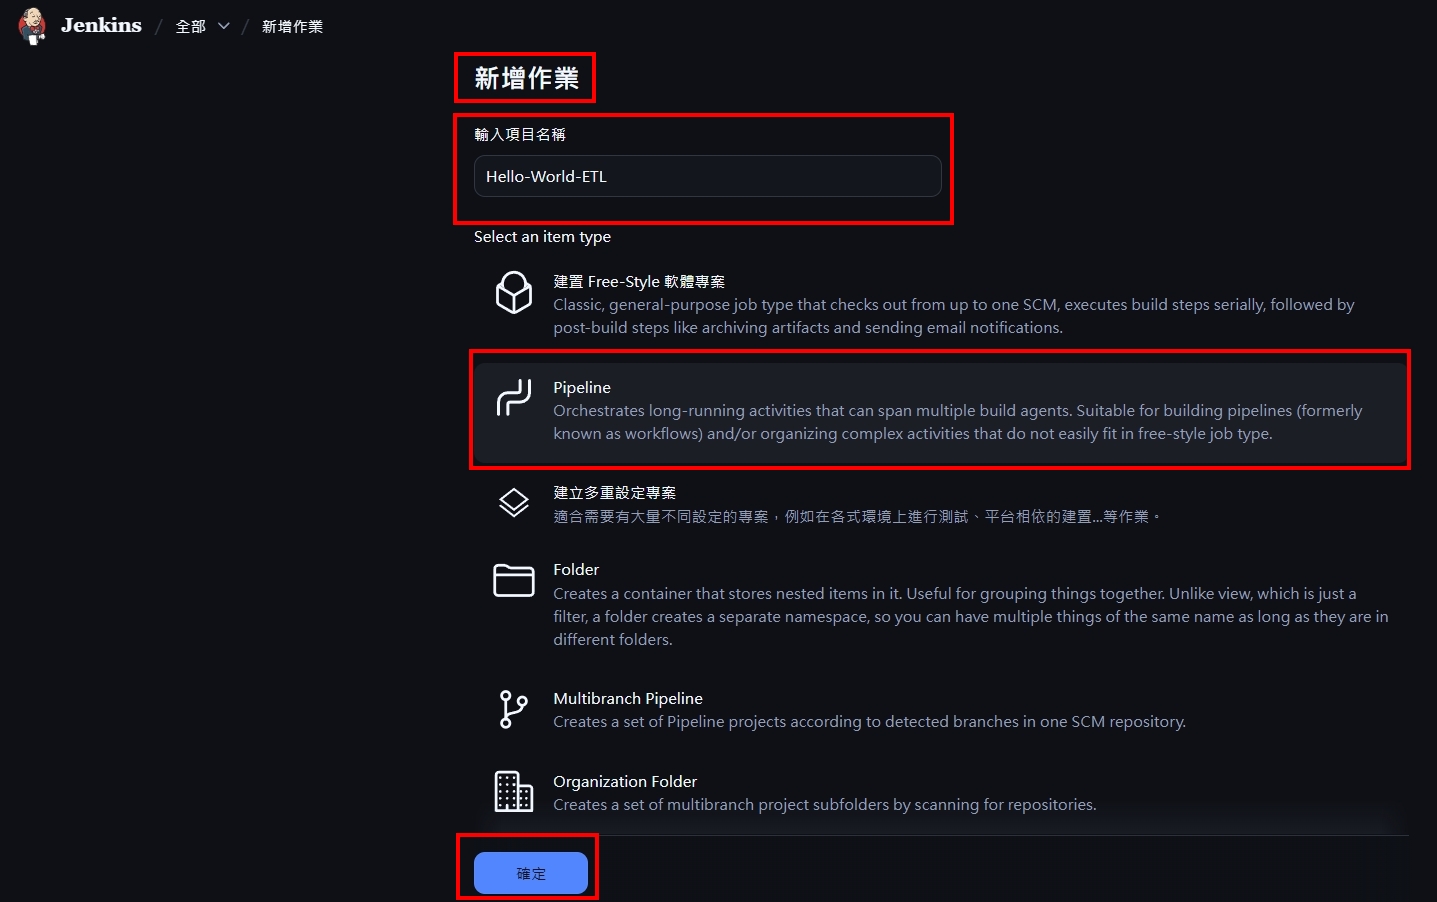 Jenkins / 全部 / 新增作業
新增作業
輸入項目名稱
Hello-World-ETL
Select an item type
建置 Free-Style 軟體專案
Classic, general-purpose job type that checks out from up to one SCM, executes build steps serially, followed by
post-build steps like archiving artifacts and sending email notifications.
Pipeline
Orchestrates long-running activities that can span multiple build agents. Suitable for building pipelines (formerly
known as workflows) and/or organizing complex activities that do not easily fit in free-style job type.
建立多重設定專案
適合需要有大量不同設定的專案，例如在各式環境上進行測試、平台相依的建置...等作業。
Folder
Creates a container that stores nested items in it. Useful for grouping things together. Unlike view, which is just a
filter, a folder creates a separate namespace, so you can have multiple things of the same name as long as they are in
different folders.
Multibranch Pipeline
Creates a set of Pipeline projects according to detected branches in one SCM repository.
Organization Folder
Creates a set of multibranch project subfolders by scanning for repositories.
確定